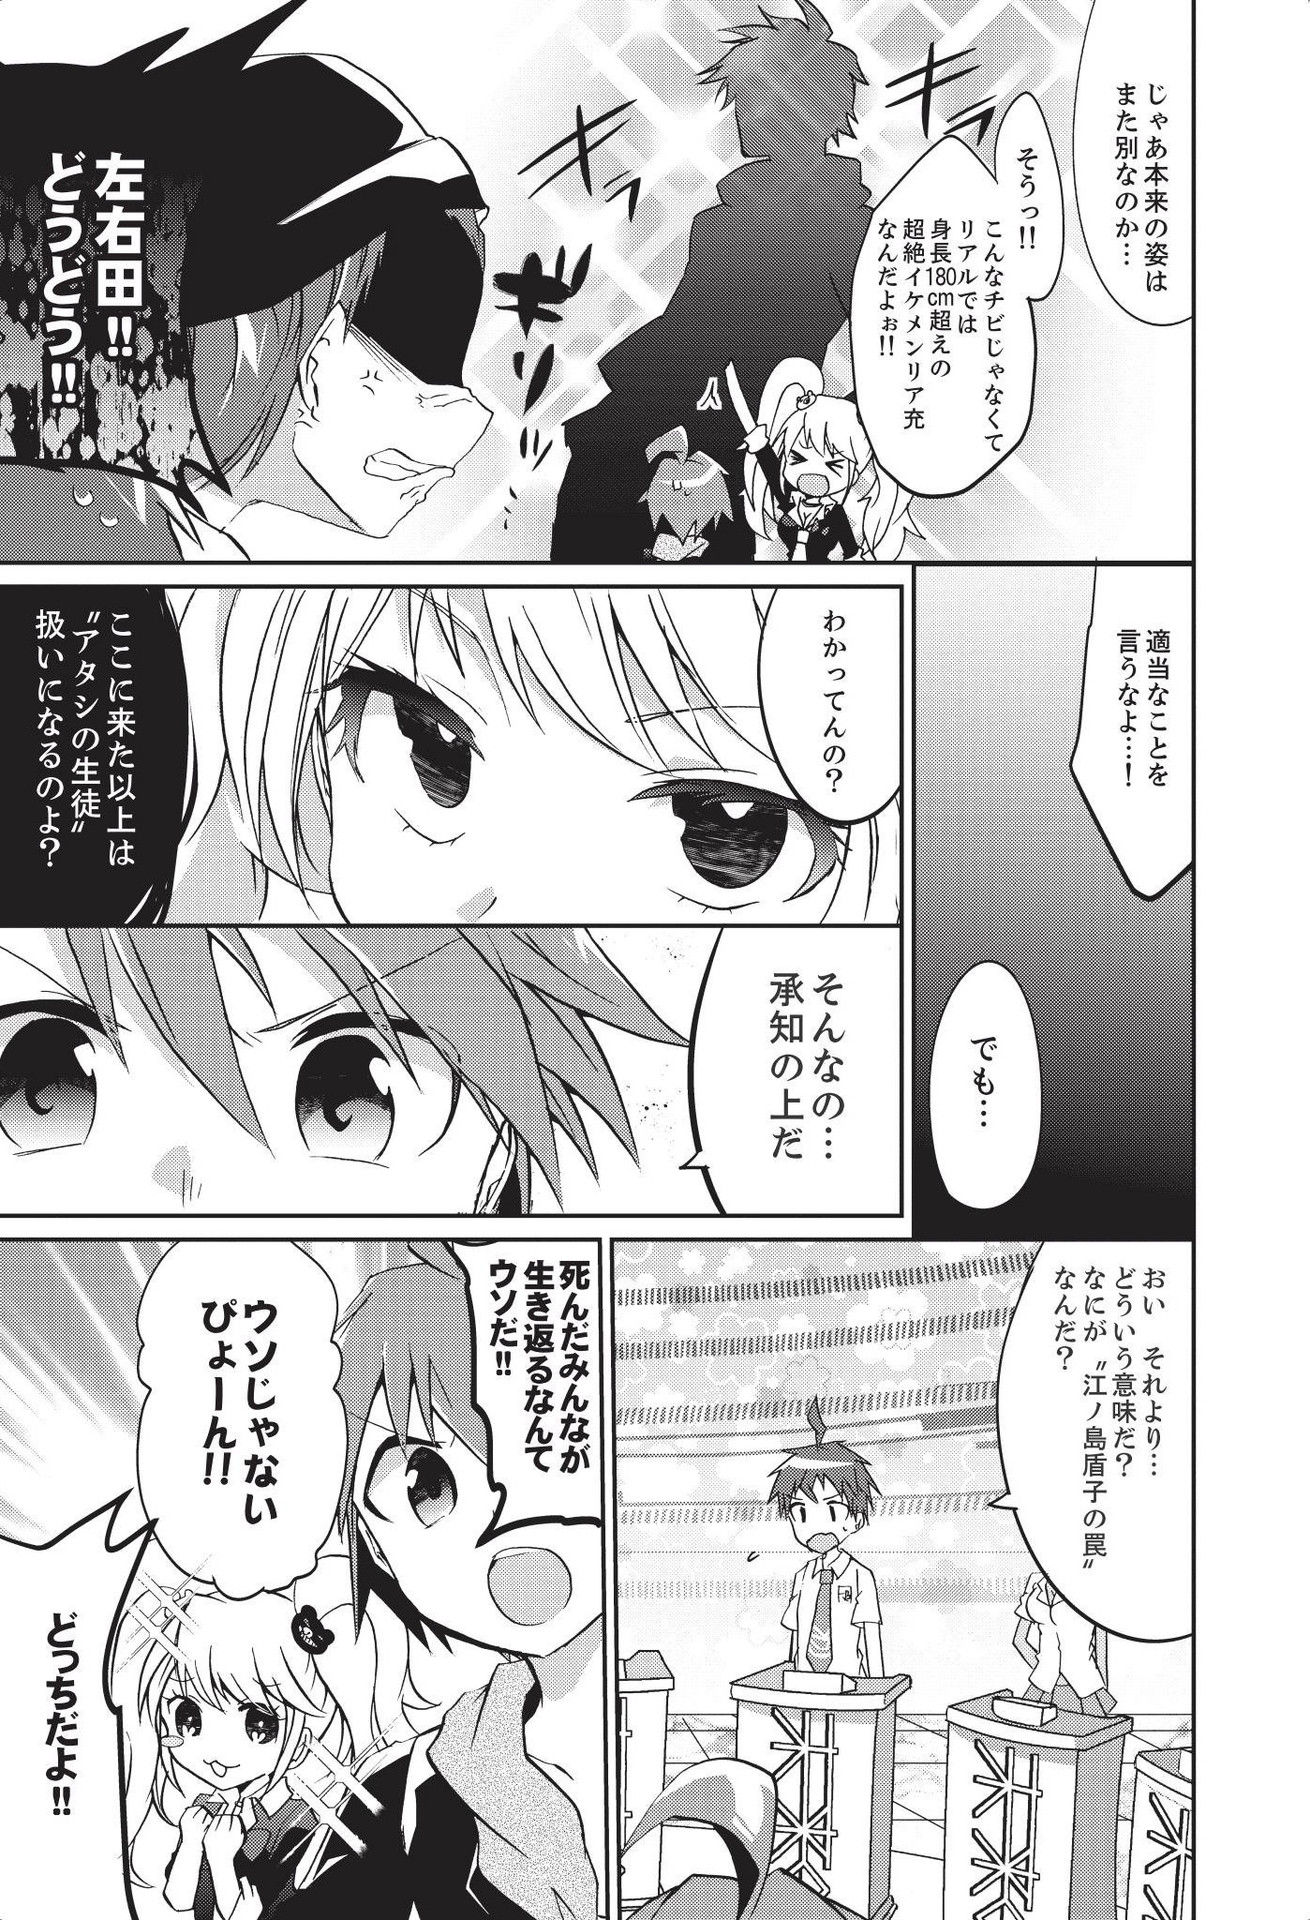 じゃあ本来の姿は
また別なのか…
そうっ!!
こんなチビじゃなくて
リアルでは
身長180cm超えの
超絶イケメンリア充
なんだよぉ!!
キラ
キラ
ギリ
ギリ
左右田!!
どうどう!!
適当なことを
言うなよ…!
でも…
わかってんの?
ここに来た以上は
〝アタシの生徒〟
扱いになるのよ?
そんなの…
承知の上だ
おい それより…
どういう意味だ?
なにが〝江ノ島盾子の罠〟
なんだ?
死んだみんなが
生き返るなんて
ウソだ!!
ウソじゃない
ぴょーん!!
どっちだよ!!